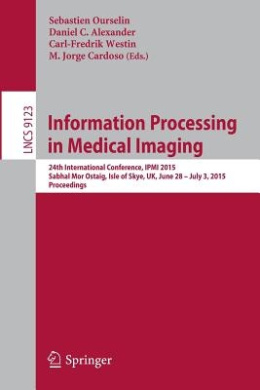 Sebastien Ourselin
Daniel C. Alexander
Carl-Fredrik Westin
M. Jorge Cardoso (Eds.)
LNCS 9123
Information Processing
in Medical Imaging
24th International Conference, IPMI 2015
Sabhal Mor Ostaig, Isle of Skye, UK, June 28 – July 3, 2015
Proceedings
Springer